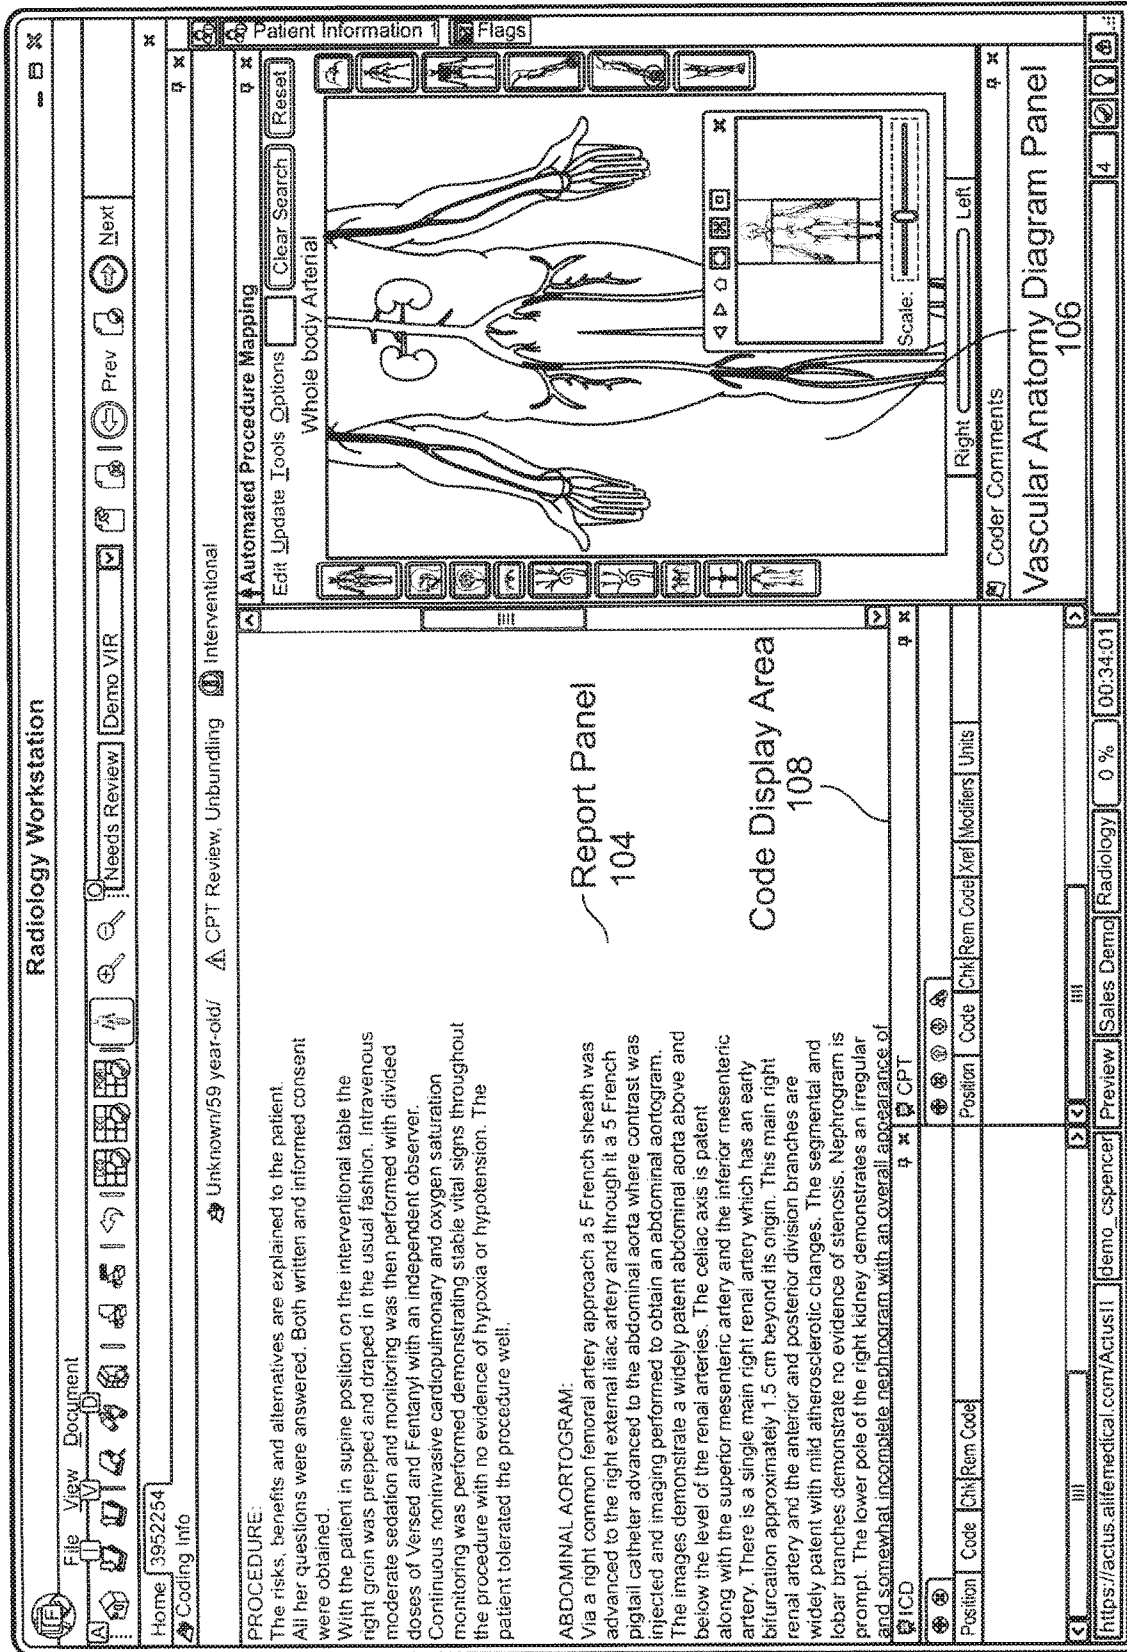 Radiology Workstation
File View Document
A I V D O
Needs Review Demo VIR Prev Next
Home 3952254
Coding Info
Unknown/59 year-old/ CPT Review, Unbundling Interventional
PROCEDURE:
The risks, benefits and alternatives are explained to the patient.
All her questions were answered. Both written and informed consent
were obtained.
With the patient in supine position on the interventional table the
right groin was prepped and draped in the usual fashion. Intravenous
moderate sedation and monitoring was then performed with divided
doses of Versed and Fentanyl with an independent observer.
Continuous noninvasive cardiopulmonary and oxygen saturation
monitoring was performed demonstrating stable vital signs throughout
the procedure with no evidence of hypoxia or hypotension. The
patient tolerated the procedure well.
ABDOMINAL AORTOGRAM:
Via a right common femoral artery approach a 5 French sheath was
advanced to the right external iliac artery and through it a 5 French
pigtail catheter advanced to the abdominal aorta where contrast was
injected and imaging performed to obtain an abdominal aortogram.
The images demonstrate a widely patent abdominal aorta above and
below the level of the renal arteries. The celiac axis is patent
along with the superior mesenteric artery and the inferior mesenteric
artery. There is a single main right renal artery which has an early
bifurcation approximately 1.5 cm beyond its origin. This main right
renal artery and the anterior and posterior division branches are
widely patent with mild atherosclerotic changes. The segmental and
lobar branches demonstrate no evidence of stenosis. Nephrogram is
prompt. The lower pole of the right kidney demonstrates an irregular
and somewhat incomplete nephrogram with an overall appearance of
Report Panel
104
Code Display Area
108
Automated Procedure Mapping
Edit Update Tools Options Clear Search Reset
Whole body Arterial
Scale:
Right Left
Coder Comments
Vascular Anatomy Diagram Panel
106
Patient Information 1
Flags
ICD
Position Code Chk Rem Code
CPT
Position Code Chk Rem Code Xref Modifiers Units
https://actus.alifemedical.com/Actus!1 demo_cspencer Preview Sales Demo Radiology 0 % 00:34:01 4